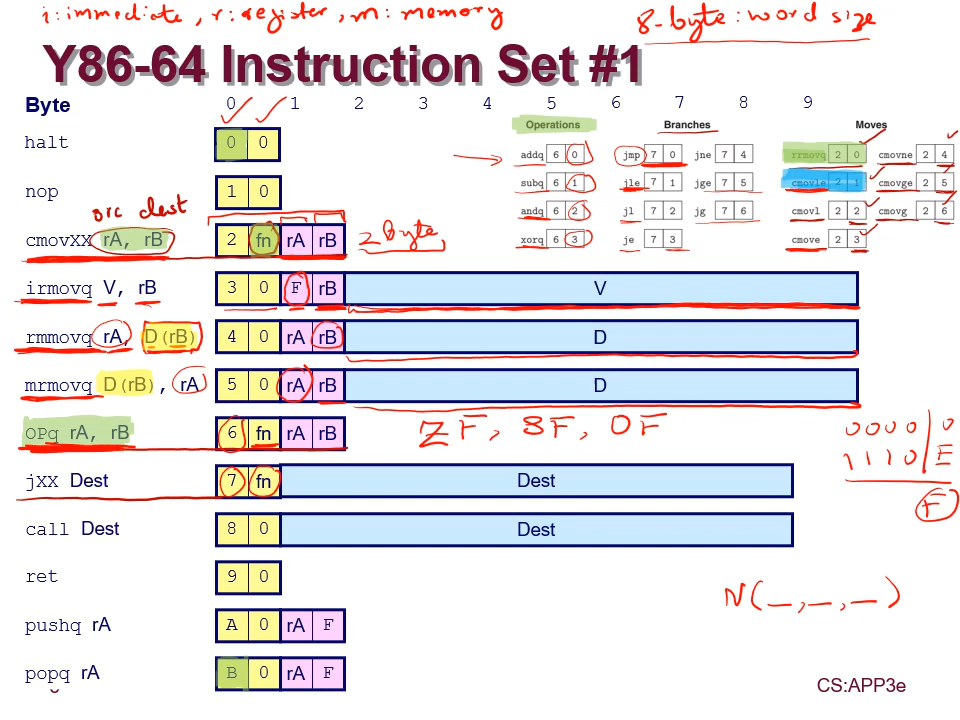 i: immediate, r: register, m: memory
8-byte: word size
Y86-64 Instruction Set #1
Byte 0 1 2 3 4 5 6 7 8 9
Operations Branches Moves
halt 0 0
addq 6 0 jmp 7 0 jne 7 4 rrmovq 2 0 cmovne 2 4
subq 6 1 jle 7 1 jge 7 5 cmovle 2 1 cmovge 2 5
nop 1 0
src dest
andq 6 2 jl 7 2 jg 7 6 cmovl 2 2 cmovg 2 6
cmovXX rA, rB 2 fn rA rB 2 Byte
xorq 6 3 je 7 3 cmove 2 3
irmovq V, rB 3 0 F rB V
rmmovq rA, D(rB) 4 0 rA rB D
mrmovq D(rB), rA 5 0 rA rB D
OPq rA, rB 6 fn rA rB
ZF, SF, OF
0000 0
1110 E
F
jXX Dest 7 fn Dest
call Dest 8 0 Dest
ret 9 0
N(_,_,_)
pushq rA A 0 rA F
popq rA B 0 rA F
CS:APP3e